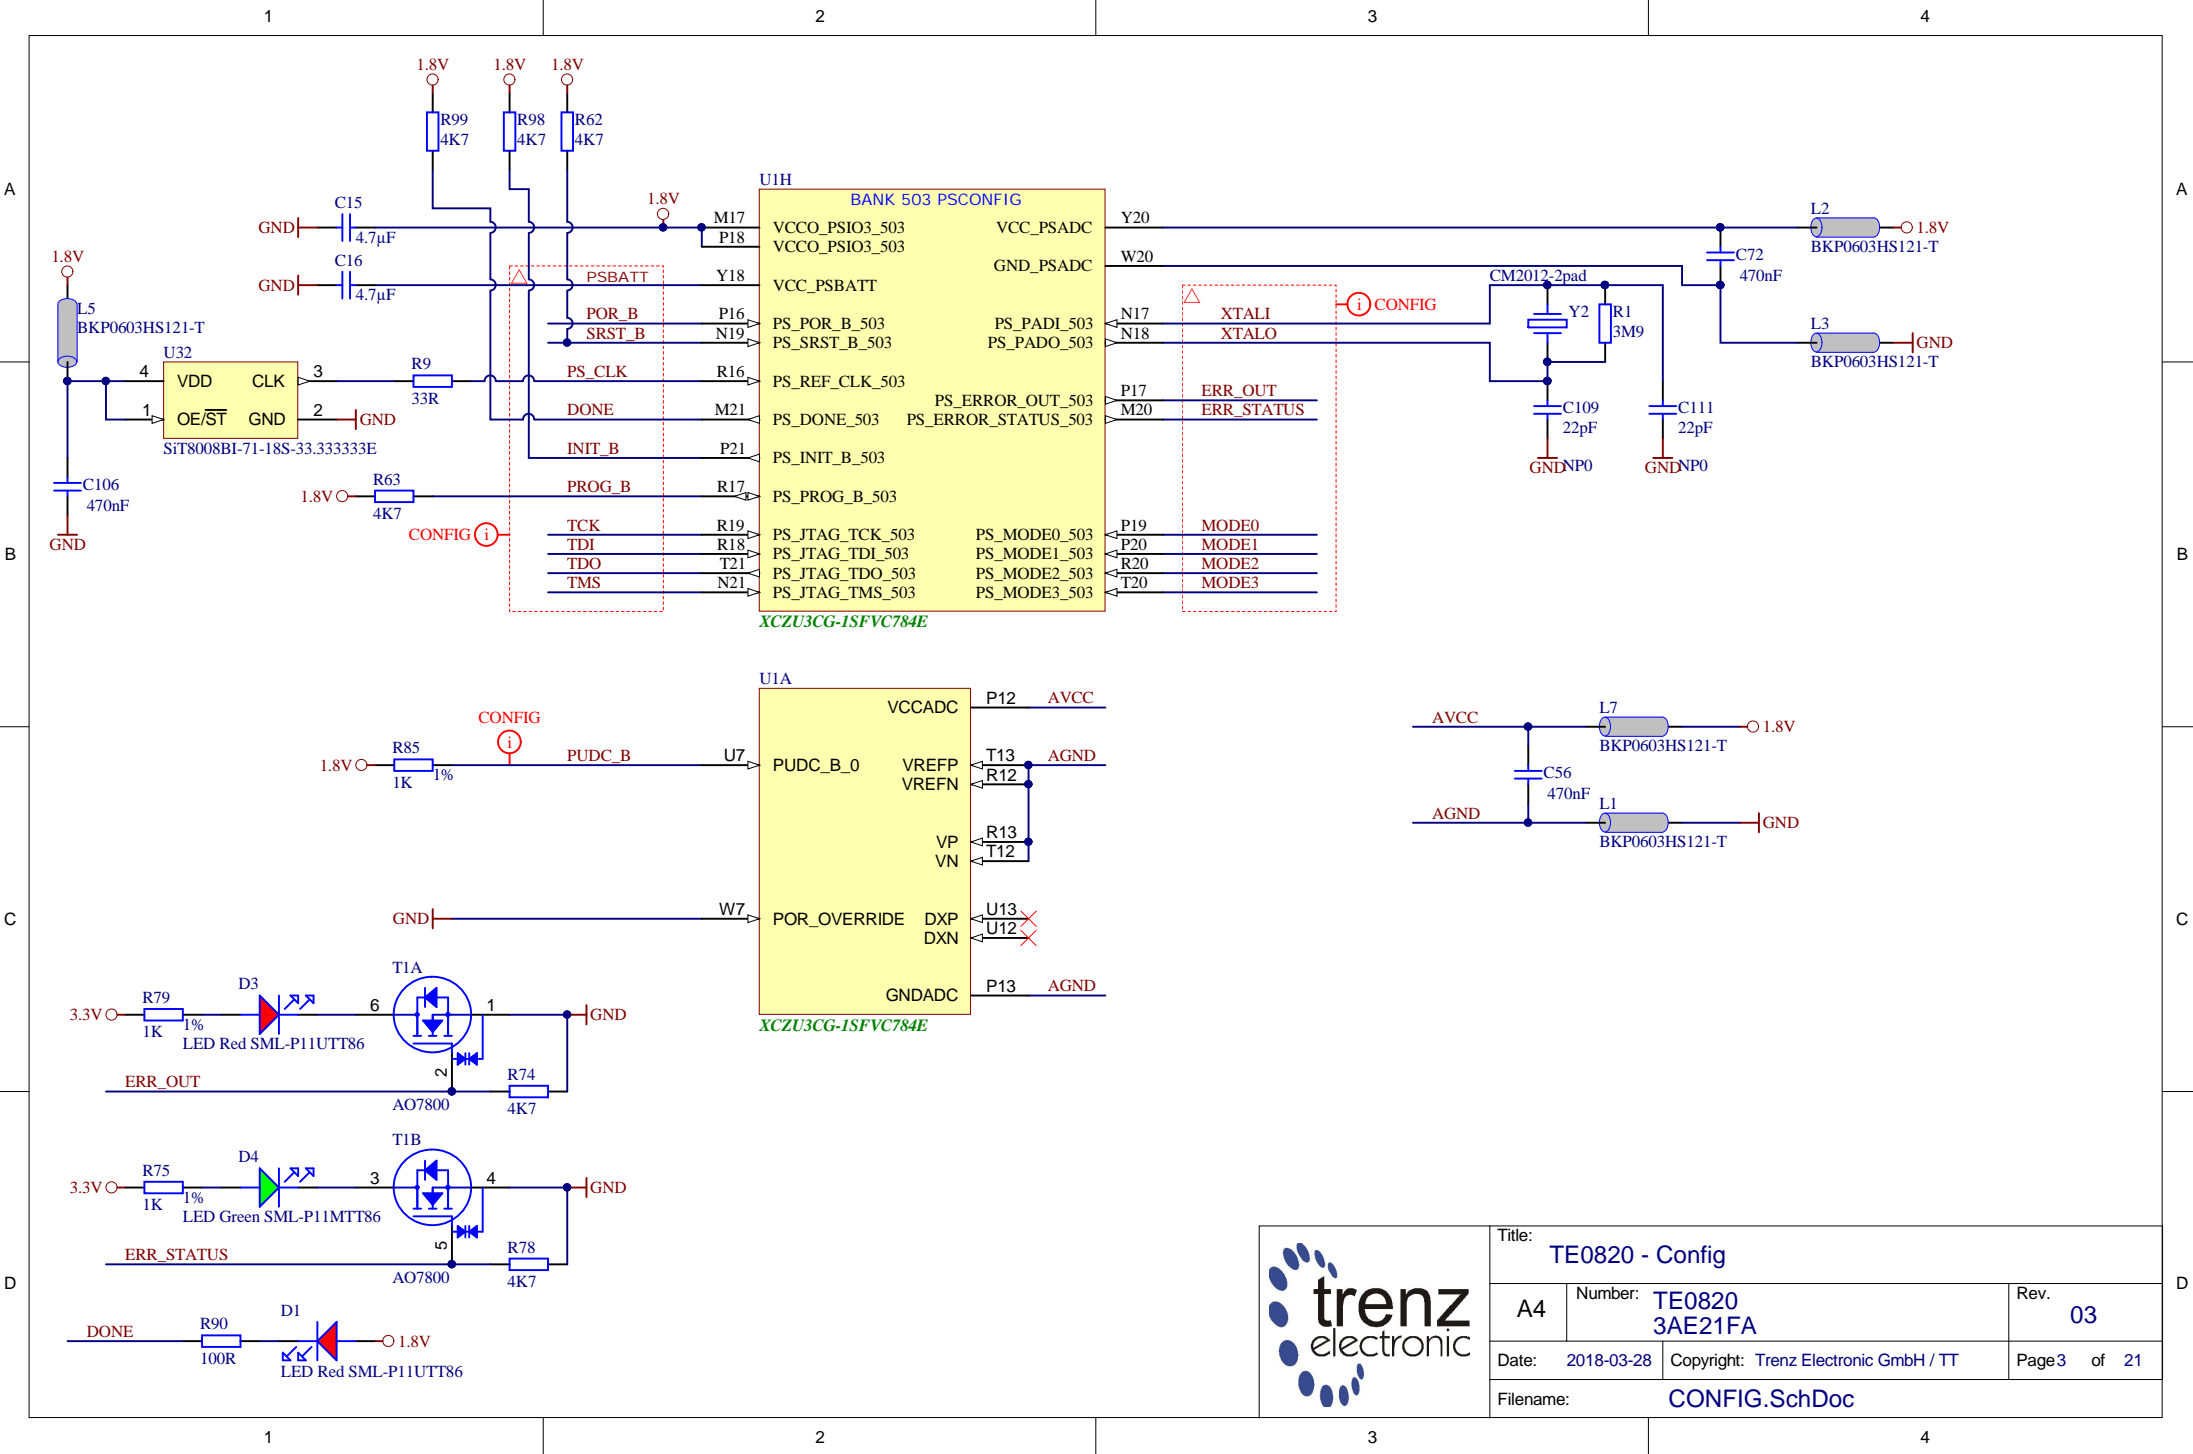 1 2 3 4
A A
B B
C C
D D
1.8V 1.8V 1.8V
R99 R98 R62
4K7 4K7 4K7
U1H
BANK 503 PSCONFIG
C15
GND
4.7µF
1.8V
M17 VCCO_PSIO3_503
P18 VCCO_PSIO3_503
C16
GND
4.7µF
PSBATT Y18 VCC_PSBATT
POR_B P16 PS_POR_B_503
SRST_B N19 PS_SRST_B_503
PS_CLK R16 PS_REF_CLK_503
DONE M21 PS_DONE_503
INIT_B P21 PS_INIT_B_503
PROG_B R17 PS_PROG_B_503
TCK R19 PS_JTAG_TCK_503
TDI R18 PS_JTAG_TDI_503
TDO T21 PS_JTAG_TDO_503
TMS N21 PS_JTAG_TMS_503
VCC_PSADC Y20
GND_PSADC W20
PS_PADI_503 N17 XTALI
PS_PADO_503 N18 XTALO
PS_ERROR_OUT_503 P17 ERR_OUT
PS_ERROR_STATUS_503 M20 ERR_STATUS
PS_MODE0_503 P19 MODE0
PS_MODE1_503 P20 MODE1
PS_MODE2_503 R20 MODE2
PS_MODE3_503 T20 MODE3
XCZU3CG-1SFVC784E
i CONFIG
CONFIG i
1.8V
L5
BKP0603HS121-T
U32
4 VDD CLK 3
1 OE/ST GND 2 GND
SiT8008BI-71-18S-33.333333E
R9
33R
C106
470nF
GND
1.8V
R63
4K7
CM2012-2pad
Y2
R1
3M9
C109
22pF
GND NP0
C111
22pF
GND NP0
L2
1.8V
BKP0603HS121-T
C72
470nF
L3
GND
BKP0603HS121-T
U1A
VCCADC P12 AVCC
VREFP T13 AGND
VREFN R12
VP R13
VN T12
DXP U13
DXN U12
GNDADC P13 AGND
CONFIG
i
1.8V
R85
1K
1%
PUDC_B U7 PUDC_B_0
GND W7 POR_OVERRIDE
XCZU3CG-1SFVC784E
AVCC
L7
1.8V
BKP0603HS121-T
C56
470nF
AGND
L1
GND
BKP0603HS121-T
3.3V
R79
1K
1%
D3
LED Red SML-P11UTT86
T1A
6 1
2
GND
ERR_OUT
AO7800
R74
4K7
3.3V
R75
1K
1%
D4
LED Green SML-P11MTT86
T1B
3 4
5
GND
ERR_STATUS
AO7800
R78
4K7
DONE
R90
100R
D1
1.8V
LED Red SML-P11UTT86
trenz
electronic
Title:
TE0820 - Config
A4
Number: TE0820
3AE21FA
Rev.
03
Date: 2018-03-28
Copyright: Trenz Electronic GmbH / TT
Page 3 of 21
Filename: CONFIG.SchDoc
1 2 3 4